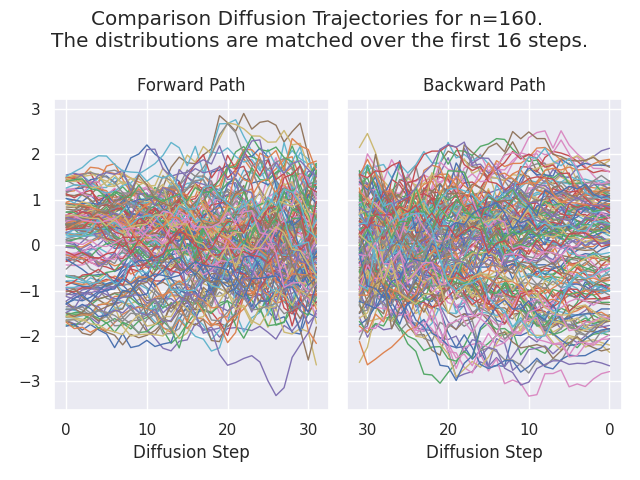 Comparison Diffusion Trajectories for n=160.
The distributions are matched over the first 16 steps.
Forward Path
Backward Path
3
2
1
0
−1
−2
−3
0 10 20 30
30 20 10 0
Diffusion Step
Diffusion Step